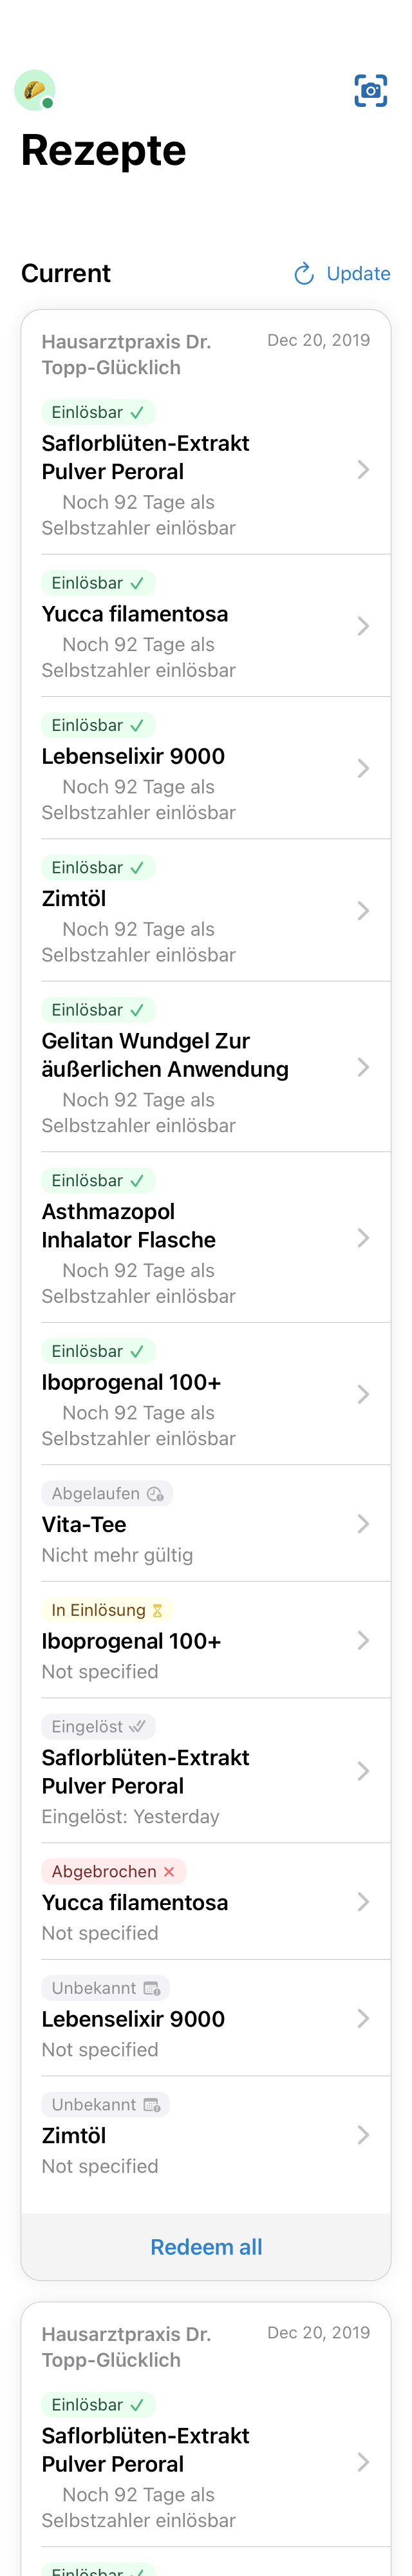 Rezepte
Current
Update
Hausarztpraxis Dr.
Topp-Glücklich
Dec 20, 2019
Einlösbar
Saflorblüten-Extrakt
Pulver Peroral
Noch 92 Tage als
Selbstzahler einlösbar
Einlösbar
Yucca filamentosa
Noch 92 Tage als
Selbstzahler einlösbar
Einlösbar
Lebenselixir 9000
Noch 92 Tage als
Selbstzahler einlösbar
Einlösbar
Zimtöl
Noch 92 Tage als
Selbstzahler einlösbar
Einlösbar
Gelitan Wundgel Zur
äußerlichen Anwendung
Noch 92 Tage als
Selbstzahler einlösbar
Einlösbar
Asthmazopol
Inhalator Flasche
Noch 92 Tage als
Selbstzahler einlösbar
Einlösbar
Iboprogenal 100+
Noch 92 Tage als
Selbstzahler einlösbar
Abgelaufen
Vita-Tee
Nicht mehr gültig
In Einlösung
Iboprogenal 100+
Not specified
Eingelöst
Saflorblüten-Extrakt
Pulver Peroral
Eingelöst: Yesterday
Abgebrochen
Yucca filamentosa
Not specified
Unbekannt
Lebenselixir 9000
Not specified
Unbekannt
Zimtöl
Not specified
Redeem all
Hausarztpraxis Dr.
Topp-Glücklich
Dec 20, 2019
Einlösbar
Saflorblüten-Extrakt
Pulver Peroral
Noch 92 Tage als
Selbstzahler einlösbar
Einlösbar